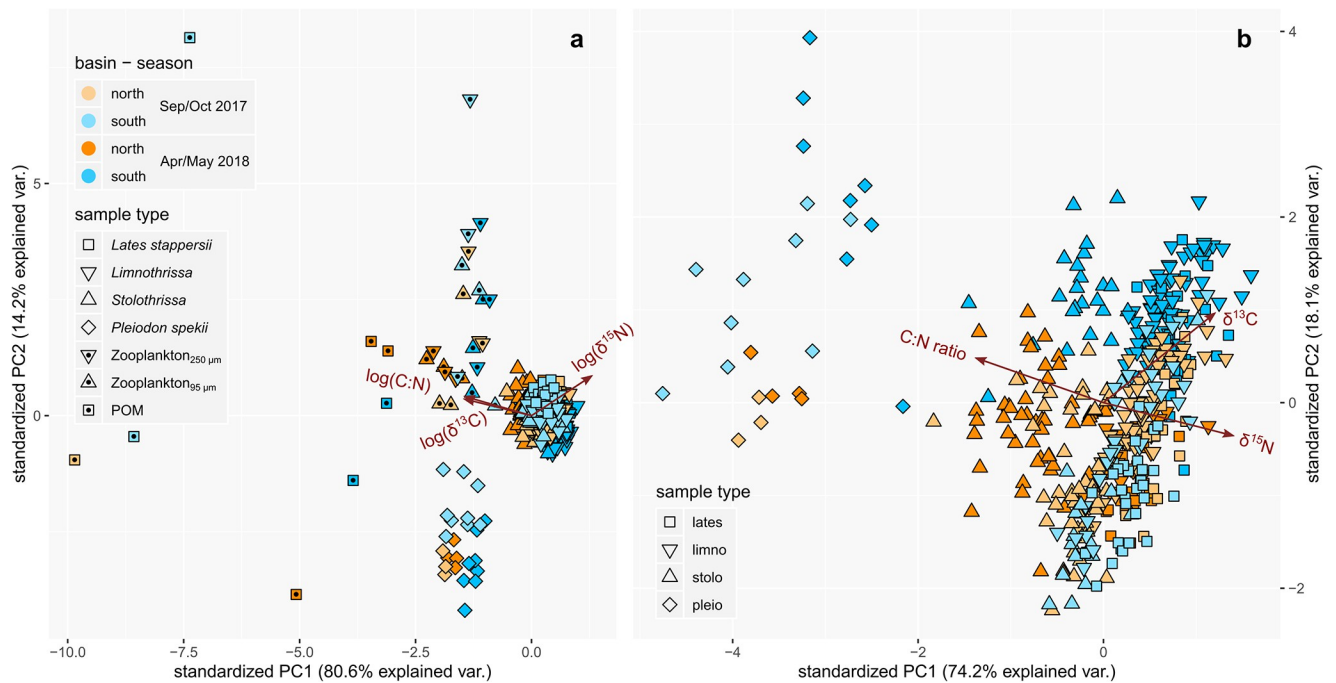 a
basin − season
north
Sep/Oct 2017
south
north
Apr/May 2018
south
sample type
Lates stappersii
Limnothrissa
Stolothrissa
Pleiodon spekii
Zooplankton250 µm
Zooplankton95 µm
POM
log(δ15N)
log(C:N)
log(δ13C)
5
0
standardized PC2 (14.2% explained var.)
−10.0
−7.5
−5.0
−2.5
0.0
standardized PC1 (80.6% explained var.)
b
C:N ratio
δ13C
δ15N
sample type
lates
limno
stolo
pleio
4
2
0
−2
standardized PC2 (18.1% explained var.)
−4
−2
0
standardized PC1 (74.2% explained var.)